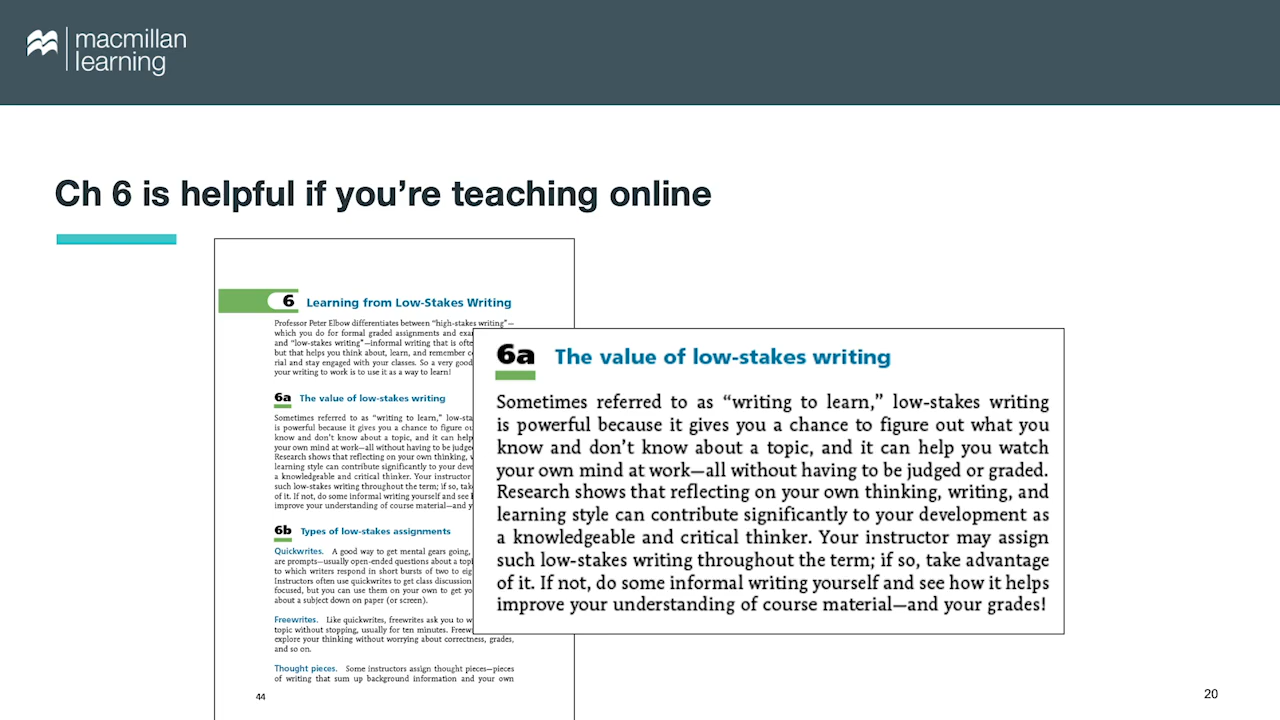 macmillan
learning
Ch 6 is helpful if you’re teaching online
6 Learning from Low-Stakes Writing
Professor Peter Elbow differentiates between “high-stakes writing”—
which you do for formal graded assignments and
and “low-stakes writing”—informal writing that is
but that helps you think about, learn, and remember
rial and stay engaged with your classes. So a very good
your writing to work is to use it as a way to learn!
6a The value of low-stakes writing
Sometimes referred to as “writing to learn,”
is powerful because it gives you a chance to figure
know and don’t know about a topic, and it can help
your own mind at work—all without having to be
Research shows that reflecting on your own thinking,
learning style can contribute significantly to your
a knowledgeable and critical thinker. Your instructor
such low-stakes writing throughout the term; if so,
of it. If not, do some informal writing yourself and see
improve your understanding of course material—and
6b Types of low-stakes assignments
Quickwrites. A good way to get mental gears going,
are prompts—usually open-ended questions about a
to which writers respond in short bursts of two to
Instructors often use quickwrites to get class discussion
focused, but you can use them on your own to get
about a subject down on paper (or screen).
Freewrites. Like quickwrites, freewrites ask you to
topic without stopping, usually for ten minutes.
explore your thinking without worrying about correctness, grades,
and so on.
Thought pieces. Some instructors assign thought pieces—pieces
of writing that sum up background information and your own
44
6a The value of low-stakes writing
Sometimes referred to as “writing to learn,” low-stakes writing
is powerful because it gives you a chance to figure out what you
know and don’t know about a topic, and it can help you watch
your own mind at work—all without having to be judged or graded.
Research shows that reflecting on your own thinking, writing, and
learning style can contribute significantly to your development as
a knowledgeable and critical thinker. Your instructor may assign
such low-stakes writing throughout the term; if so, take advantage
of it. If not, do some informal writing yourself and see how it helps
improve your understanding of course material—and your grades!
20